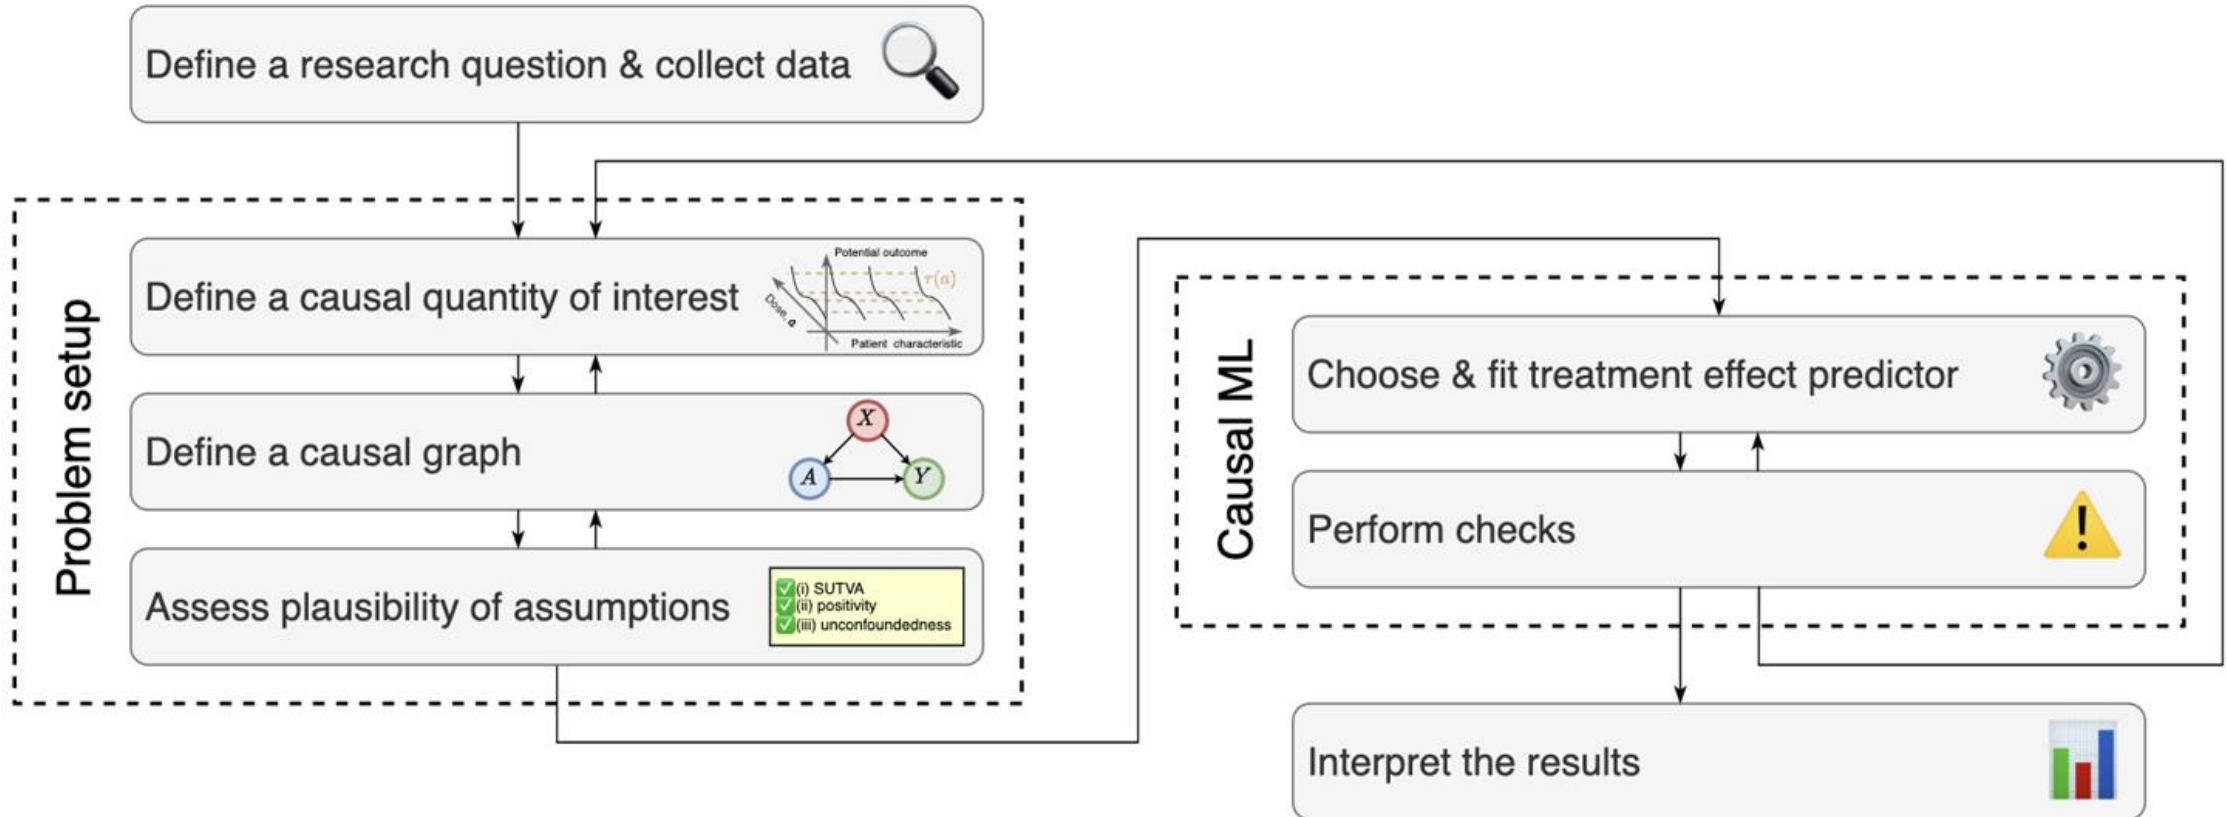 Define a research question & collect data
Problem setup
Define a causal quantity of interest
Potential outcome
τ(a)
Dose, a
Patient characteristic
Define a causal graph
X
A
Y
Assess plausibility of assumptions
(i) SUTVA
(ii) positivity
(iii) unconfoundedness
Causal ML
Choose & fit treatment effect predictor
Perform checks
Interpret the results